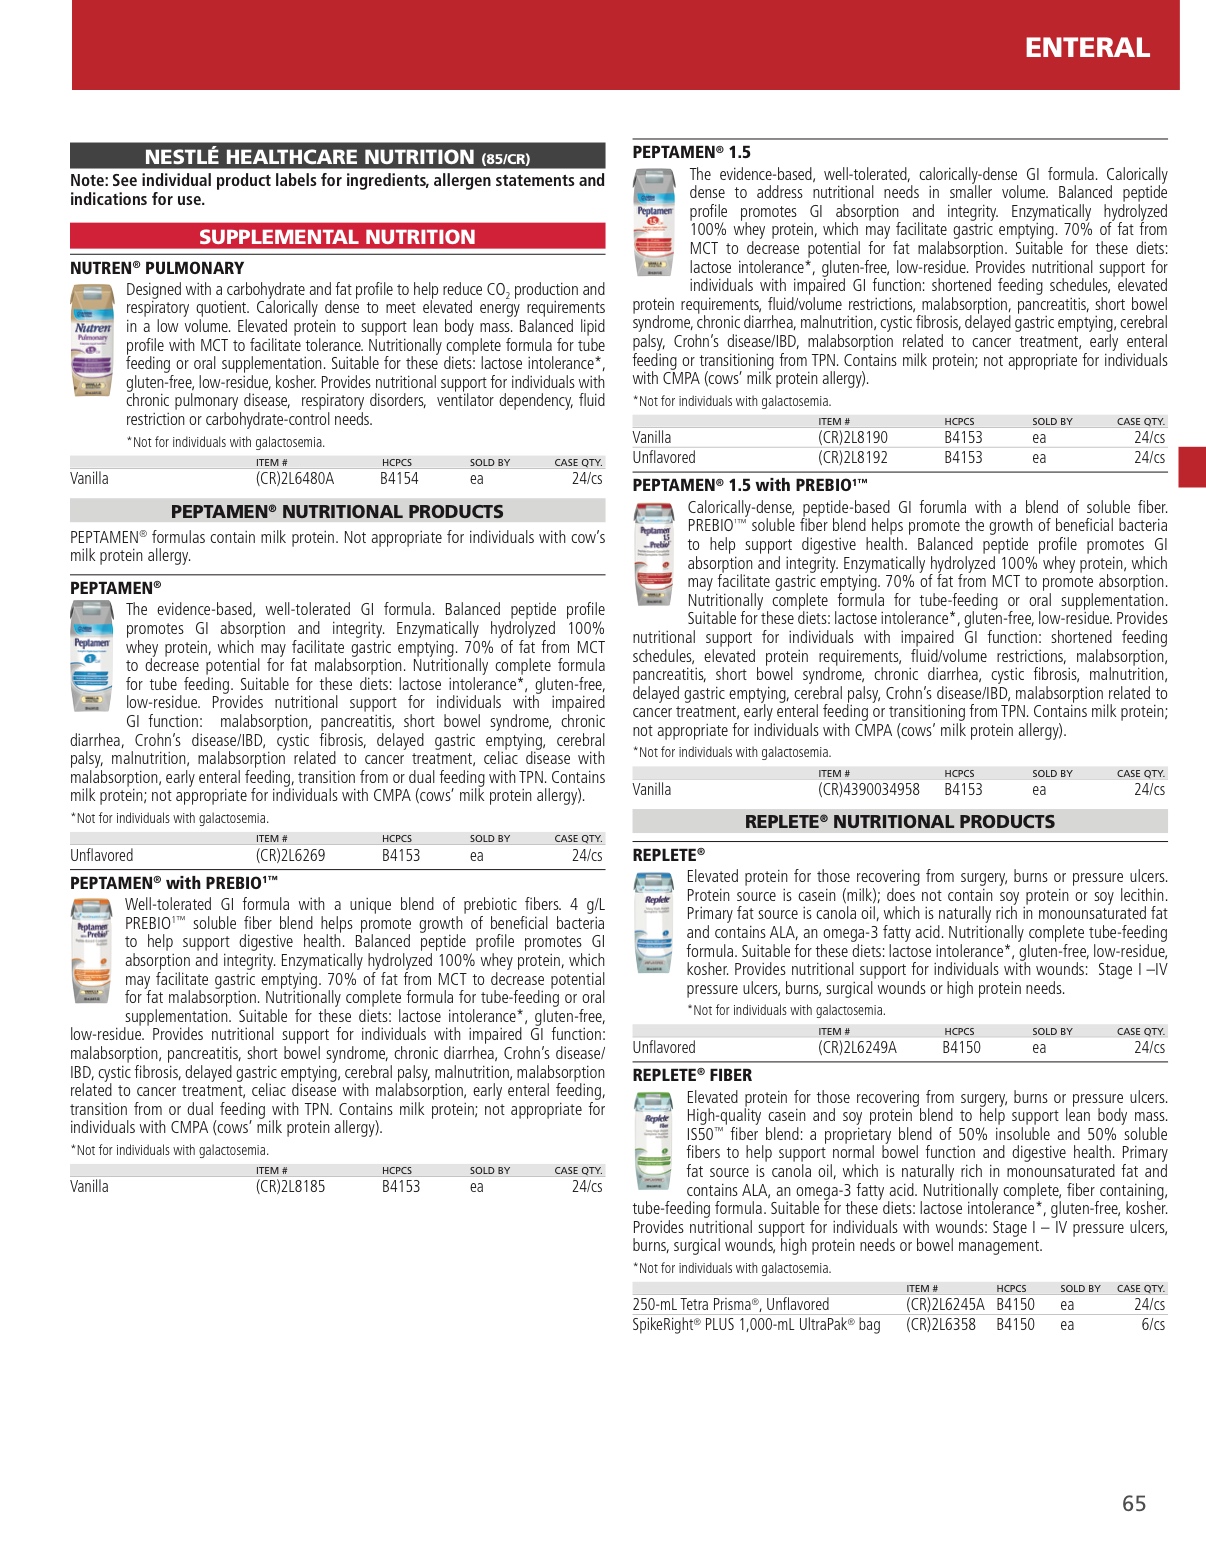 ENTERAL
NESTLÉ HEALTHCARE NUTRITION (85/CR)
Note: See individual product labels for ingredients, allergen statements and
indications for use.
SUPPLEMENTAL NUTRITION
NUTREN® PULMONARY
Designed with a carbohydrate and fat profile to help reduce CO₂ production and
respiratory quotient. Calorically dense to meet elevated energy requirements
in a low volume. Elevated protein to support lean body mass. Balanced lipid
profile with MCT to facilitate tolerance. Nutritionally complete formula for tube
feeding or oral supplementation. Suitable for these diets: lactose intolerance*,
gluten-free, low-residue, kosher. Provides nutritional support for individuals with
chronic pulmonary disease, respiratory disorders, ventilator dependency, fluid
restriction or carbohydrate-control needs.
*Not for individuals with galactosemia.
ITEM # HCPCS SOLD BY CASE QTY.
Vanilla (CR)2L6480A B4154 ea 24/cs
PEPTAMEN® NUTRITIONAL PRODUCTS
PEPTAMEN® formulas contain milk protein. Not appropriate for individuals with cow's
milk protein allergy.
PEPTAMEN®
The evidence-based, well-tolerated GI formula. Balanced peptide profile
promotes GI absorption and integrity. Enzymatically hydrolyzed 100%
whey protein, which may facilitate gastric emptying. 70% of fat from MCT
to decrease potential for fat malabsorption. Nutritionally complete formula
for tube feeding. Suitable for these diets: lactose intolerance*, gluten-free,
low-residue. Provides nutritional support for individuals with impaired
GI function: malabsorption, pancreatitis, short bowel syndrome, chronic
diarrhea, Crohn's disease/IBD, cystic fibrosis, delayed gastric emptying, cerebral
palsy, malnutrition, malabsorption related to cancer treatment, celiac disease with
malabsorption, early enteral feeding, transition from or dual feeding with TPN. Contains
milk protein; not appropriate for individuals with CMPA (cows' milk protein allergy).
*Not for individuals with galactosemia.
ITEM # HCPCS SOLD BY CASE QTY.
Unflavored (CR)2L6269 B4153 ea 24/cs
PEPTAMEN® with PREBIO¹™
Well-tolerated GI formula with a unique blend of prebiotic fibers. 4 g/L
PREBIO¹™ soluble fiber blend helps promote growth of beneficial bacteria
to help support digestive health. Balanced peptide profile promotes GI
absorption and integrity. Enzymatically hydrolyzed 100% whey protein, which
may facilitate gastric emptying. 70% of fat from MCT to decrease potential
for fat malabsorption. Nutritionally complete formula for tube-feeding or oral
supplementation. Suitable for these diets: lactose intolerance*, gluten-free,
low-residue. Provides nutritional support for individuals with impaired GI function:
malabsorption, pancreatitis, short bowel syndrome, chronic diarrhea, Crohn's disease/
IBD, cystic fibrosis, delayed gastric emptying, cerebral palsy, malnutrition, malabsorption
related to cancer treatment, celiac disease with malabsorption, early enteral feeding,
transition from or dual feeding with TPN. Contains milk protein; not appropriate for
individuals with CMPA (cows' milk protein allergy).
*Not for individuals with galactosemia.
ITEM # HCPCS SOLD BY CASE QTY.
Vanilla (CR)2L8185 B4153 ea 24/cs
PEPTAMEN® 1.5
The evidence-based, well-tolerated, calorically-dense GI formula. Calorically
dense to address nutritional needs in smaller volume. Balanced peptide
profile promotes GI absorption and integrity. Enzymatically hydrolyzed
100% whey protein, which may facilitate gastric emptying. 70% of fat from
MCT to decrease potential for fat malabsorption. Suitable for these diets:
lactose intolerance*, gluten-free, low-residue. Provides nutritional support for
individuals with impaired GI function: shortened feeding schedules, elevated
protein requirements, fluid/volume restrictions, malabsorption, pancreatitis, short bowel
syndrome, chronic diarrhea, malnutrition, cystic fibrosis, delayed gastric emptying, cerebral
palsy, Crohn's disease/IBD, malabsorption related to cancer treatment, early enteral
feeding or transitioning from TPN. Contains milk protein; not appropriate for individuals
with CMPA (cows' milk protein allergy).
*Not for individuals with galactosemia.
ITEM # HCPCS SOLD BY CASE QTY.
Vanilla (CR)2L8190 B4153 ea 24/cs
Unflavored (CR)2L8192 B4153 ea 24/cs
PEPTAMEN® 1.5 with PREBIO¹™
Calorically-dense, peptide-based GI forumla with a blend of soluble fiber.
PREBIO¹™ soluble fiber blend helps promote the growth of beneficial bacteria
to help support digestive health. Balanced peptide profile promotes GI
absorption and integrity. Enzymatically hydrolyzed 100% whey protein, which
may facilitate gastric emptying. 70% of fat from MCT to promote absorption.
Nutritionally complete formula for tube-feeding or oral supplementation.
Suitable for these diets: lactose intolerance*, gluten-free, low-residue. Provides
nutritional support for individuals with impaired GI function: shortened feeding
schedules, elevated protein requirements, fluid/volume restrictions, malabsorption,
pancreatitis, short bowel syndrome, chronic diarrhea, cystic fibrosis, malnutrition,
delayed gastric emptying, cerebral palsy, Crohn's disease/IBD, malabsorption related to
cancer treatment, early enteral feeding or transitioning from TPN. Contains milk protein;
not appropriate for individuals with CMPA (cows' milk protein allergy).
*Not for individuals with galactosemia.
ITEM # HCPCS SOLD BY CASE QTY.
Vanilla (CR)4390034958 B4153 ea 24/cs
REPLETE® NUTRITIONAL PRODUCTS
REPLETE®
Elevated protein for those recovering from surgery, burns or pressure ulcers.
Protein source is casein (milk); does not contain soy protein or soy lecithin.
Primary fat source is canola oil, which is naturally rich in monounsaturated fat
and contains ALA, an omega-3 fatty acid. Nutritionally complete tube-feeding
formula. Suitable for these diets: lactose intolerance*, gluten-free, low-residue,
kosher. Provides nutritional support for individuals with wounds: Stage I –IV
pressure ulcers, burns, surgical wounds or high protein needs.
*Not for individuals with galactosemia.
ITEM # HCPCS SOLD BY CASE QTY.
Unflavored (CR)2L6249A B4150 ea 24/cs
REPLETE® FIBER
Elevated protein for those recovering from surgery, burns or pressure ulcers.
High-quality casein and soy protein blend to help support lean body mass.
IS50™ fiber blend: a proprietary blend of 50% insoluble and 50% soluble
fibers to help support normal bowel function and digestive health. Primary
fat source is canola oil, which is naturally rich in monounsaturated fat and
contains ALA, an omega-3 fatty acid. Nutritionally complete, fiber containing,
tube-feeding formula. Suitable for these diets: lactose intolerance*, gluten-free, kosher.
Provides nutritional support for individuals with wounds: Stage I – IV pressure ulcers,
burns, surgical wounds, high protein needs or bowel management.
*Not for individuals with galactosemia.
ITEM # HCPCS SOLD BY CASE QTY.
250-mL Tetra Prisma®, Unflavored (CR)2L6245A B4150 ea 24/cs
SpikeRight® PLUS 1,000-mL UltraPak® bag (CR)2L6358 B4150 ea 6/cs
65